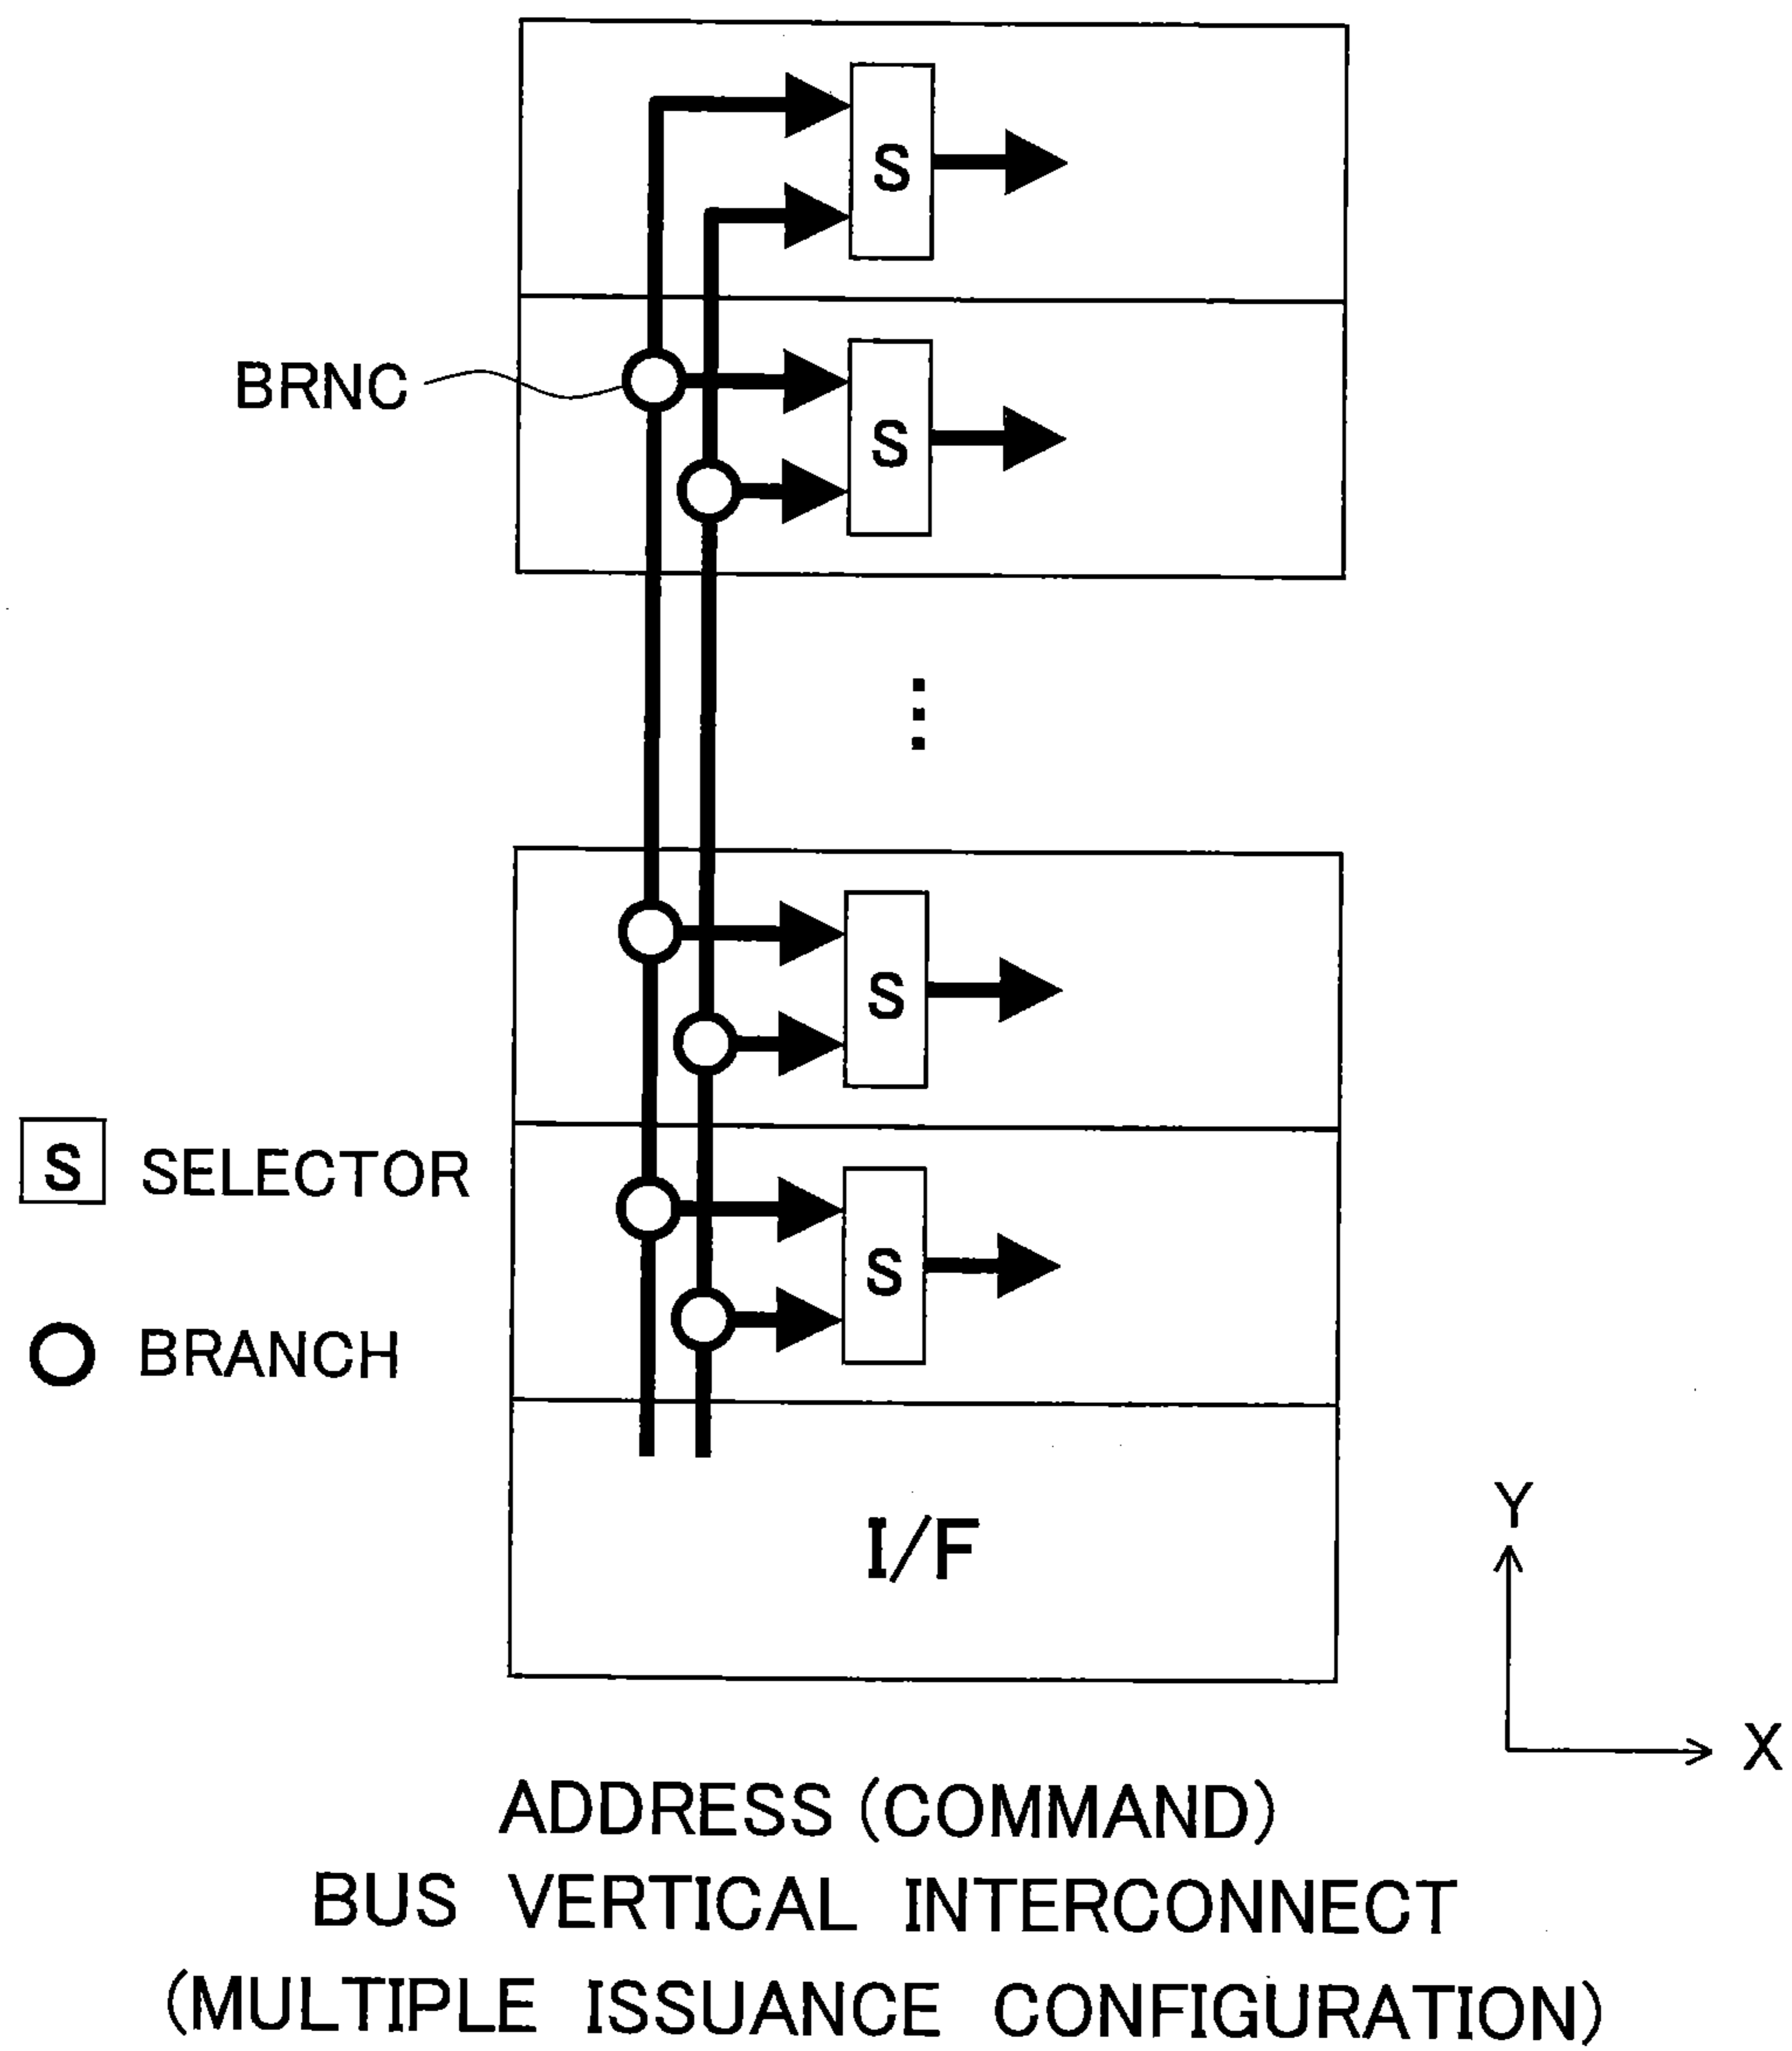 S
BRNC
S
⋮
S
S SELECTOR
S
BRANCH
I/F
Y
X
ADDRESS (COMMAND)
BUS VERTICAL INTERCONNECT
(MULTIPLE ISSUANCE CONFIGURATION)